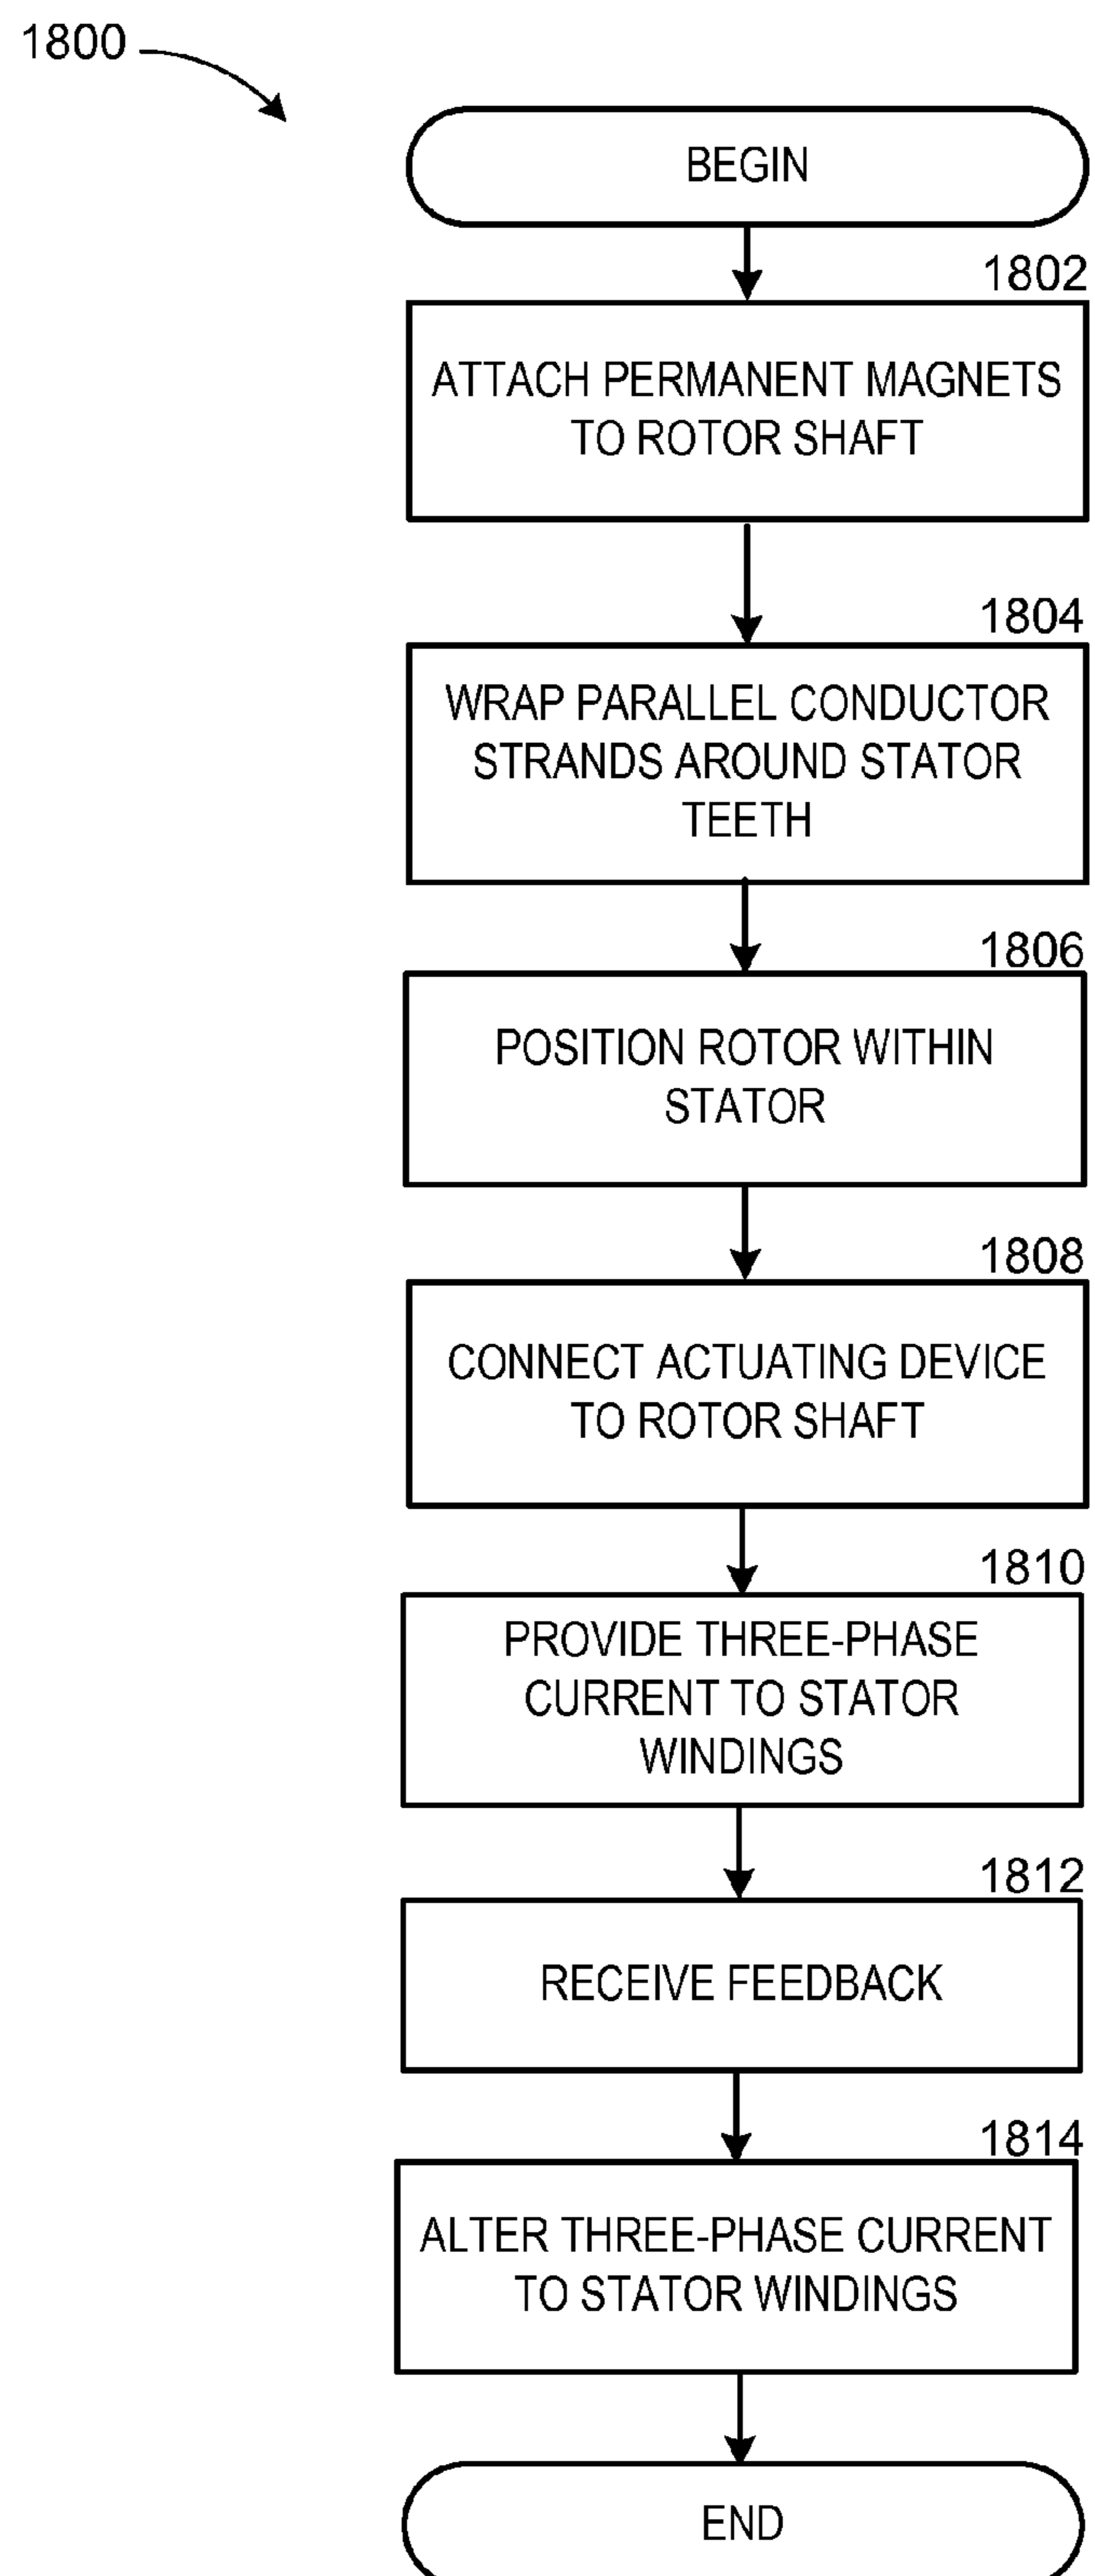 1800
BEGIN
1802
ATTACH PERMANENT MAGNETS
TO ROTOR SHAFT
1804
WRAP PARALLEL CONDUCTOR
STRANDS AROUND STATOR
TEETH
1806
POSITION ROTOR WITHIN
STATOR
1808
CONNECT ACTUATING DEVICE
TO ROTOR SHAFT
1810
PROVIDE THREE-PHASE
CURRENT TO STATOR
WINDINGS
1812
RECEIVE FEEDBACK
1814
ALTER THREE-PHASE CURRENT
TO STATOR WINDINGS
END